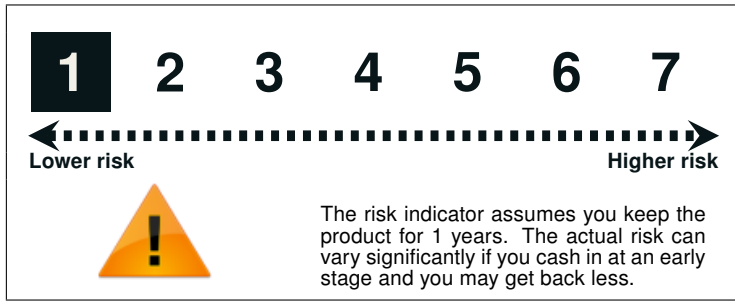 1 2 3 4 5 6 7
Lower risk Higher risk
The risk indicator assumes you keep the
product for 1 years. The actual risk can
vary significantly if you cash in at an early
stage and you may get back less.